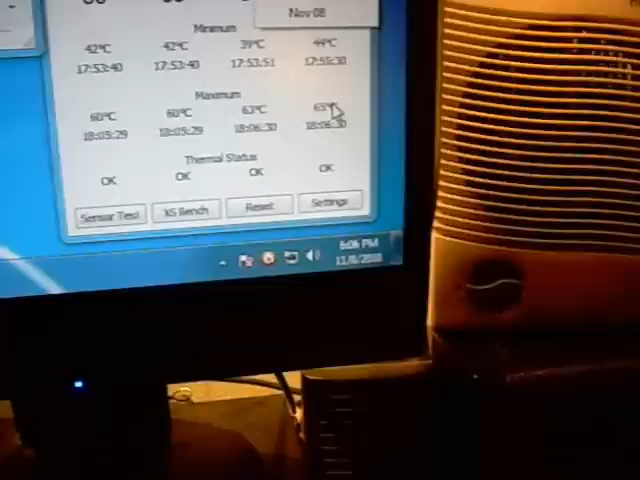 Nov 08
Minimum
42°C 42°C 39°C 44°C
17:53:40 17:53:40 17:53:51
Maximum
60°C 60°C 63°C
18:05:29 18:05:29 18:06:30 18:06:30
Thermal Status
OK OK OK OK
Sensor Test XS Bench Reset Settings
6:06 PM